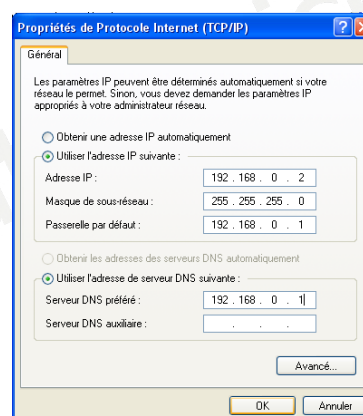 Propriétés de Protocole Internet (TCP/IP)
Général
Les paramètres IP peuvent être déterminés automatiquement si votre
réseau le permet. Sinon, vous devez demander les paramètres IP
appropriés à votre administrateur réseau.
Obtenir une adresse IP automatiquement
Utiliser l'adresse IP suivante :
Adresse IP : 192 . 168 . 0 . 2
Masque de sous-réseau : 255 . 255 . 255 . 0
Passerelle par défaut : 192 . 168 . 0 . 1
Obtenir les adresses des serveurs DNS automatiquement
Utiliser l'adresse de serveur DNS suivante :
Serveur DNS préféré : 192 . 168 . 0 . 1
Serveur DNS auxiliaire : . . .
Avancé...
OK Annuler